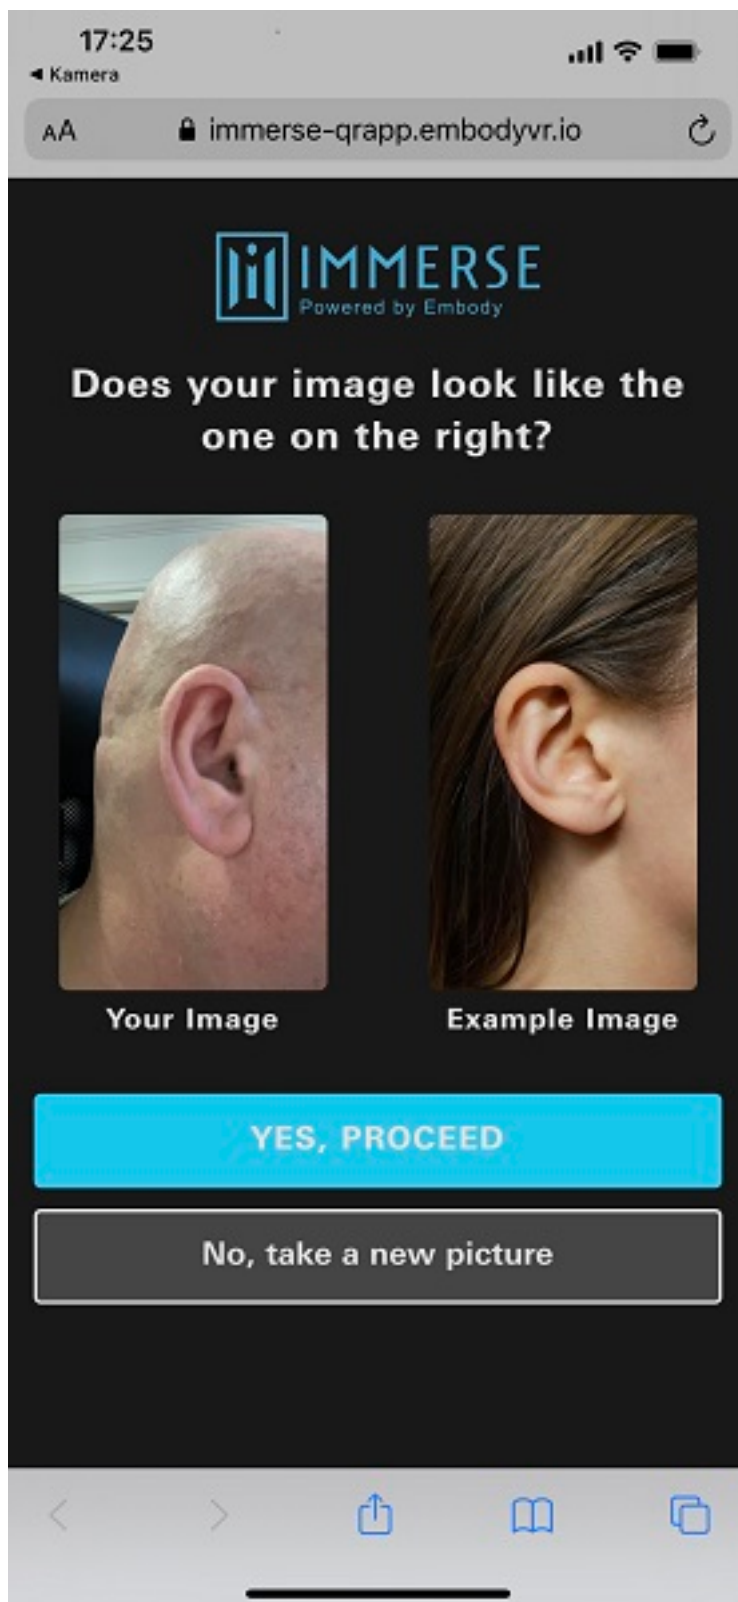 17:25
Kamera
AA
immerse-qrapp.embodyvr.io
IMMERSE
Powered by Embody
Does your image look like the
one on the right?
Your Image
Example Image
YES, PROCEED
No, take a new picture